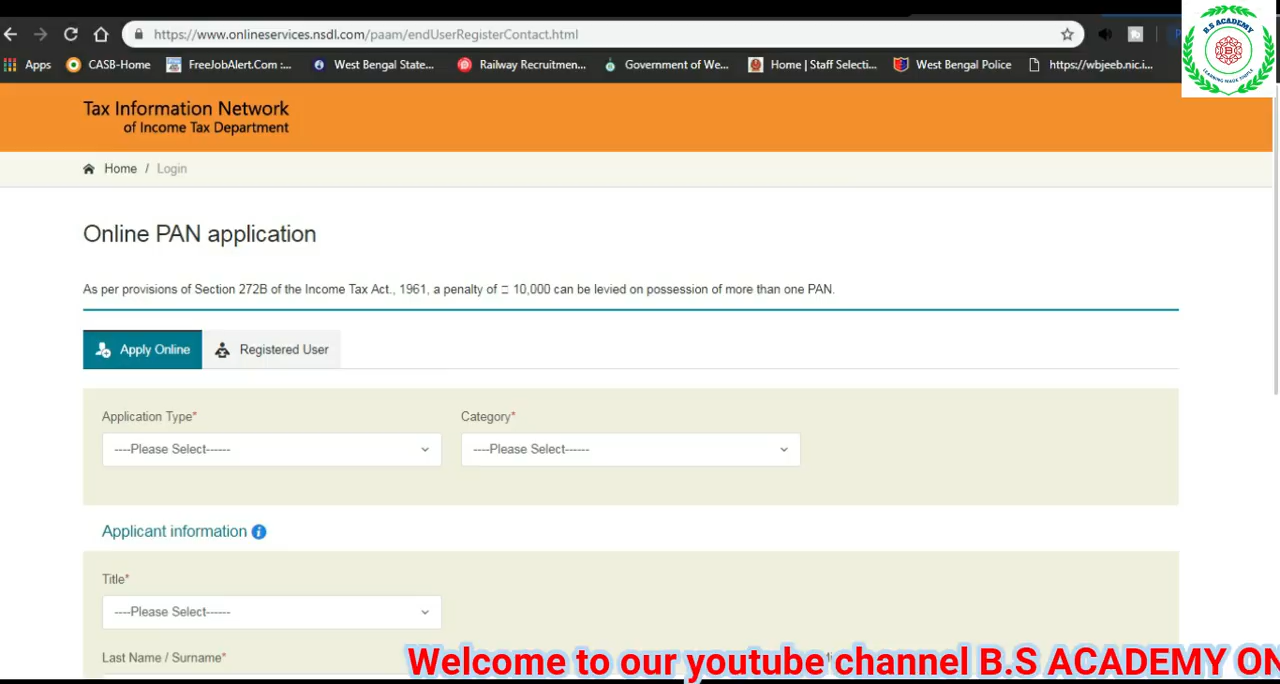 https://www.onlineservices.nsdl.com/paam/endUserRegisterContact.html
B.S ACADEMY
LEARNING MADE SIMPLE
Apps CASB-Home FreeJobAlert.Com :... West Bengal State... Railway Recruitmen... Government of We... Home | Staff Selecti... West Bengal Police https://wbjeeb.nic.i...
Tax Information Network
of Income Tax Department
Home / Login
Online PAN application
As per provisions of Section 272B of the Income Tax Act., 1961, a penalty of 10,000 can be levied on possession of more than one PAN.
Apply Online Registered User
Application Type* Category*
----Please Select------ ----Please Select------
Applicant information
Title*
----Please Select------
Last Name / Surname*
Welcome to our youtube channel B.S ACADEMY ON